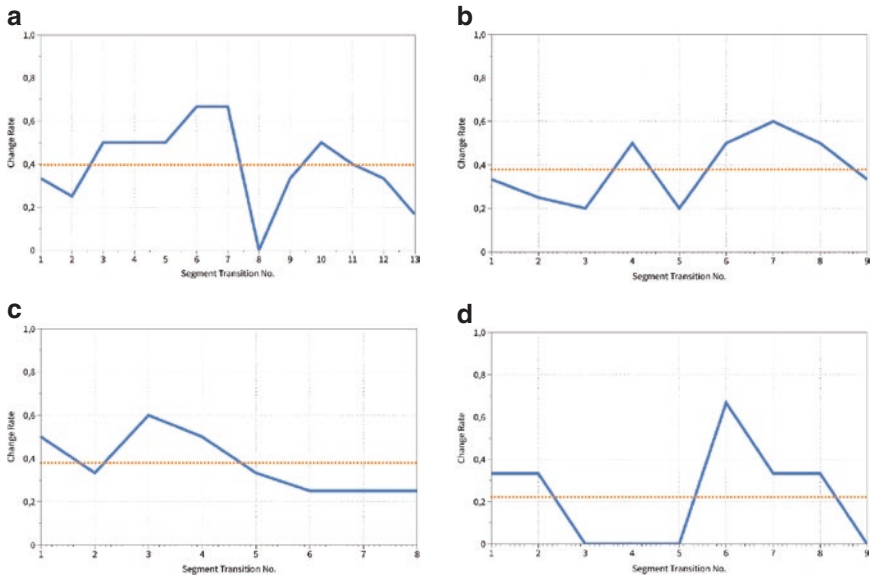 a
1,0
0,8
0,6
0,4
0,2
0
Change Rate
1 2 3 4 5 6 7 8 9 10 11 12 13
Segment Transition No.
b
1,0
0,8
0,6
0,4
0,2
0
Change Rate
1 2 3 4 5 6 7 8 9
Segment Transition No.
c
1,0
0,8
0,6
0,4
0,2
0
Change Rate
1 2 3 4 5 6 7 8
Segment Transition No.
d
1,0
0,8
0,6
0,4
0,2
0
Change Rate
1 2 3 4 5 6 7 8 9
Segment Transition No.